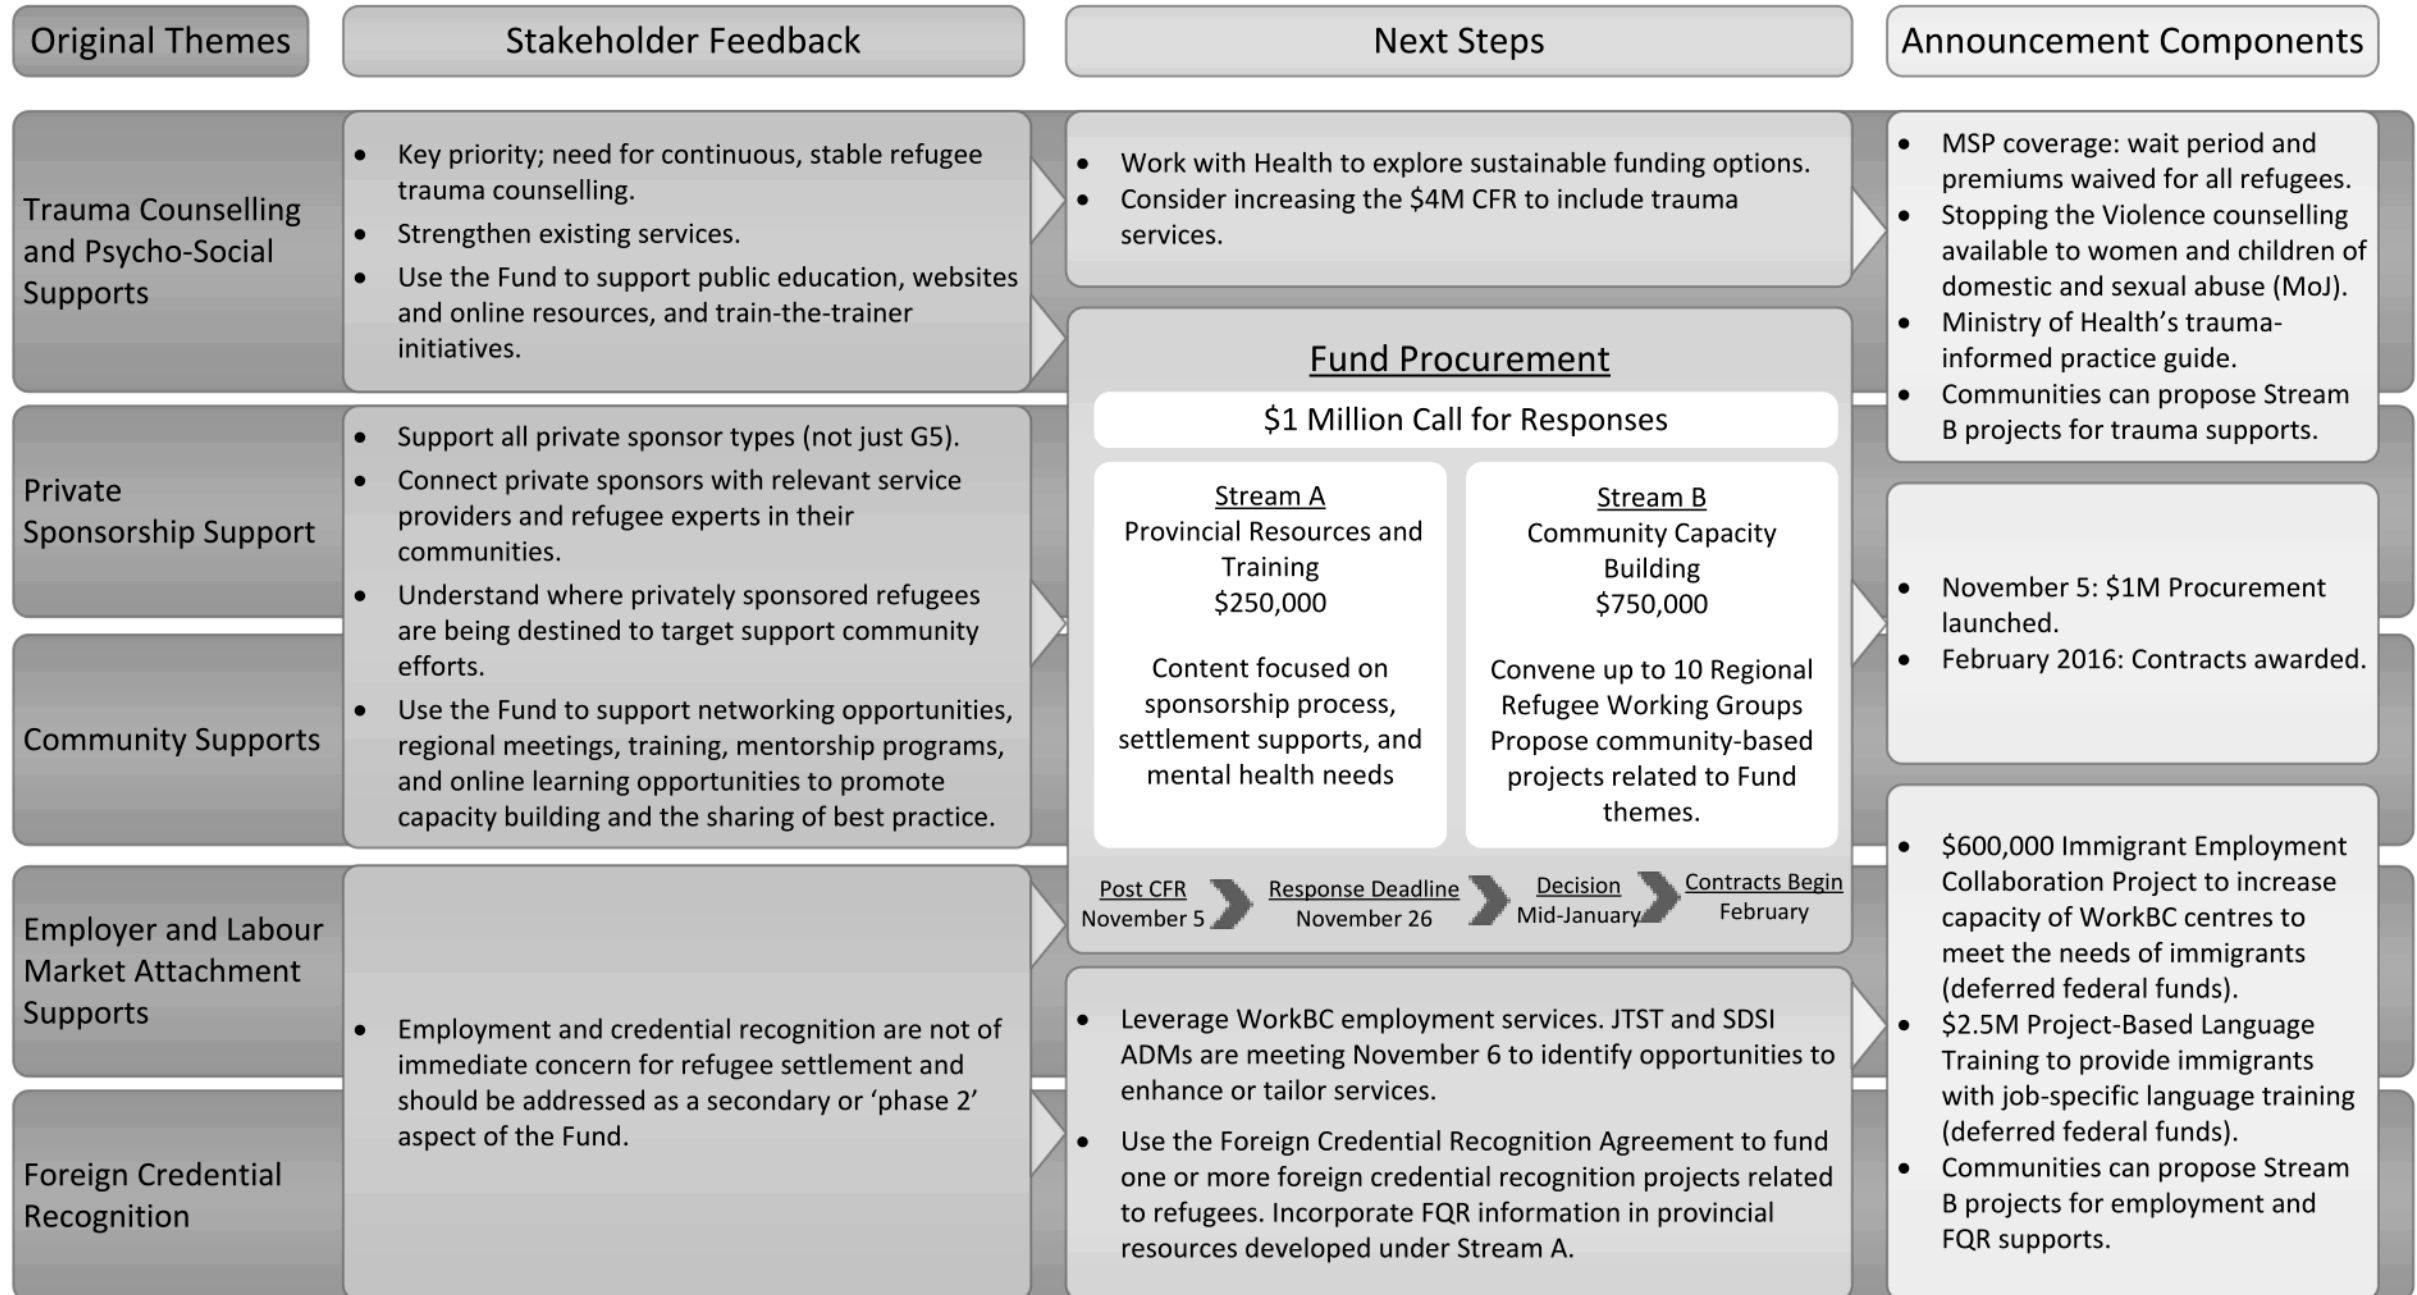 Original Themes
Stakeholder Feedback
Next Steps
Announcement Components
Trauma Counselling
and Psycho-Social
Supports
• Key priority; need for continuous, stable refugee
trauma counselling.
• Strengthen existing services.
• Use the Fund to support public education, websites
and online resources, and train-the-trainer
initiatives.
• Work with Health to explore sustainable funding options.
• Consider increasing the $4M CFR to include trauma
services.
• MSP coverage: wait period and
premiums waived for all refugees.
• Stopping the Violence counselling
available to women and children of
domestic and sexual abuse (MoJ).
• Ministry of Health’s trauma-
informed practice guide.
• Communities can propose Stream
B projects for trauma supports.
Private
Sponsorship Support
Community Supports
• Support all private sponsor types (not just G5).
• Connect private sponsors with relevant service
providers and refugee experts in their
communities.
• Understand where privately sponsored refugees
are being destined to target support community
efforts.
• Use the Fund to support networking opportunities,
regional meetings, training, mentorship programs,
and online learning opportunities to promote
capacity building and the sharing of best practice.
Fund Procurement
$1 Million Call for Responses
Stream A
Provincial Resources and
Training
$250,000
Content focused on
sponsorship process,
settlement supports, and
mental health needs
Stream B
Community Capacity
Building
$750,000
Convene up to 10 Regional
Refugee Working Groups
Propose community-based
projects related to Fund
themes.
Post CFR
November 5
Response Deadline
November 26
Decision
Mid-January
Contracts Begin
February
• November 5: $1M Procurement
launched.
• February 2016: Contracts awarded.
Employer and Labour
Market Attachment
Supports
Foreign Credential
Recognition
• Employment and credential recognition are not of
immediate concern for refugee settlement and
should be addressed as a secondary or ‘phase 2’
aspect of the Fund.
• Leverage WorkBC employment services. JTST and SDSI
ADMs are meeting November 6 to identify opportunities to
enhance or tailor services.
• Use the Foreign Credential Recognition Agreement to fund
one or more foreign credential recognition projects related
to refugees. Incorporate FQR information in provincial
resources developed under Stream A.
• $600,000 Immigrant Employment
Collaboration Project to increase
capacity of WorkBC centres to
meet the needs of immigrants
(deferred federal funds).
• $2.5M Project-Based Language
Training to provide immigrants
with job-specific language training
(deferred federal funds).
• Communities can propose Stream
B projects for employment and
FQR supports.